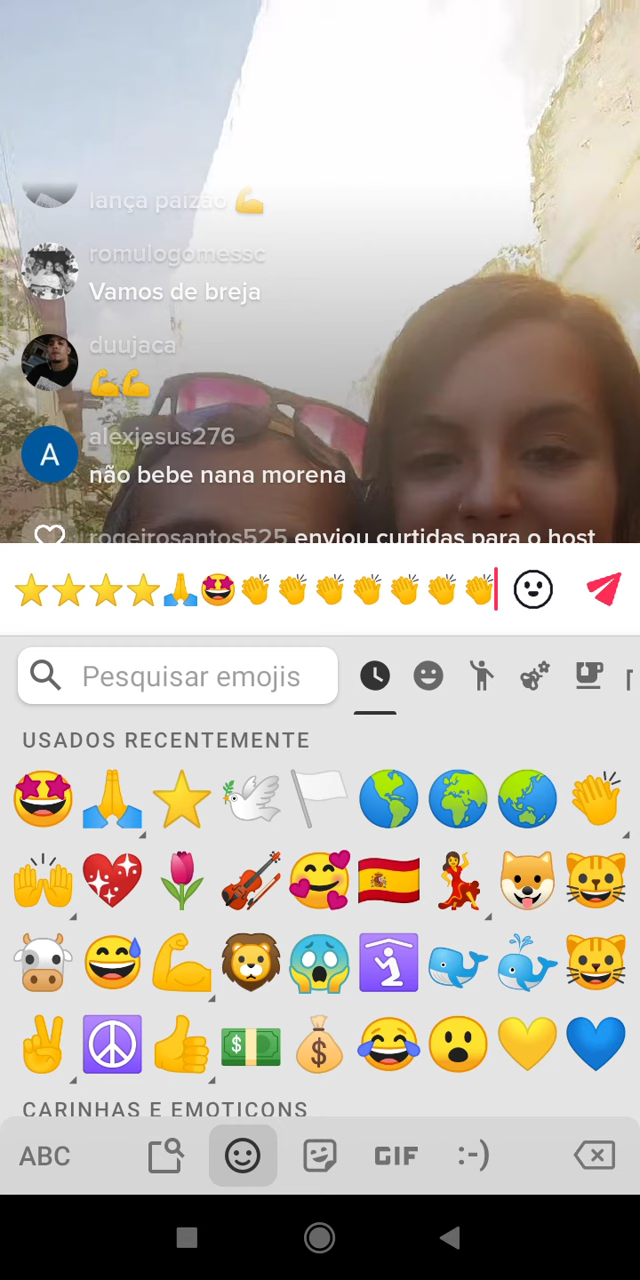 lança paizão 💪
romulogomessc
Vamos de breja
duujaca
💪💪
A
alexjesus276
não bebe nana morena
rogeirosantos525 enviou curtidas para o host
⭐⭐⭐⭐🙏🤩👏👏👏👏👏👏👏
Pesquisar emojis
USADOS RECENTEMENTE
CARINHAS E EMOTICONS
ABC
GIF
:-)